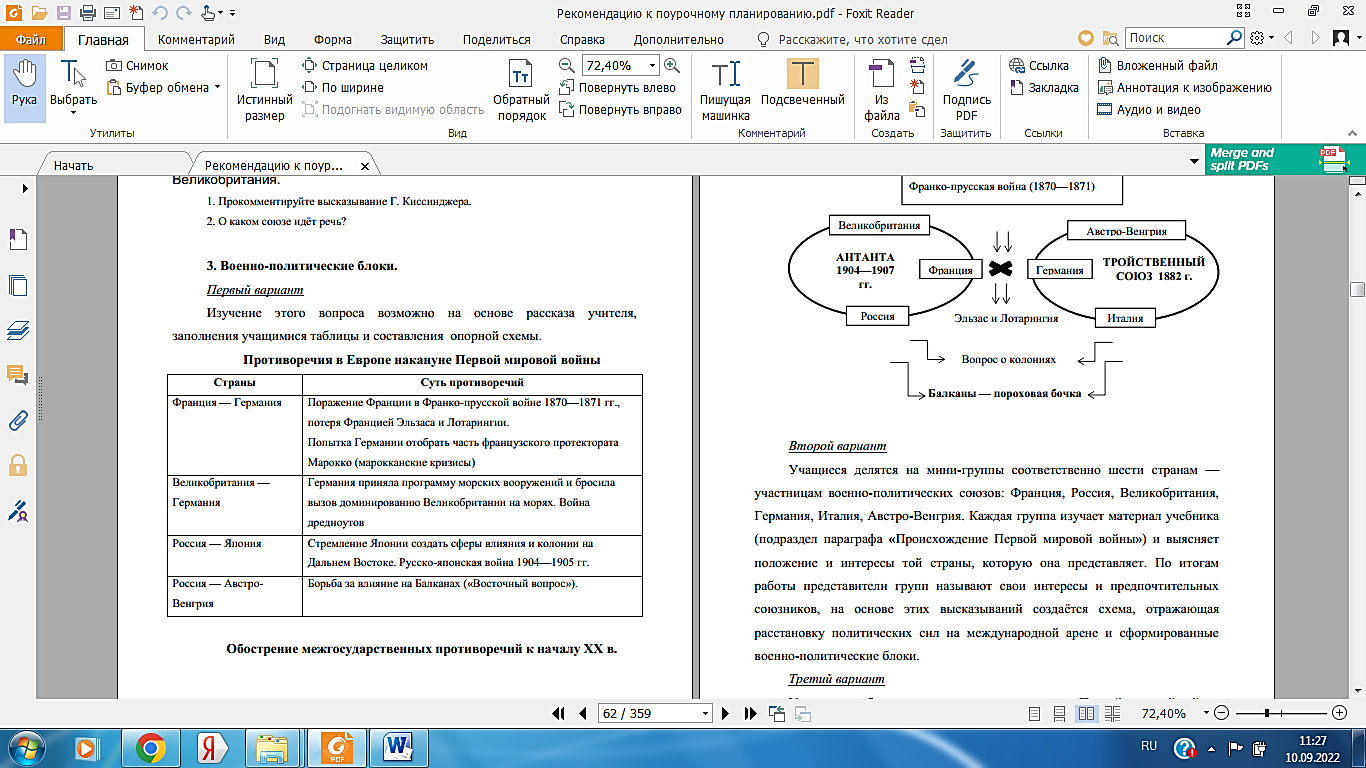 Рекомендацию к поурочному планированию.pdf - Foxit Reader
Файл
Главная
Комментарий
Вид
Форма
Защитить
Поделиться
Справка
Дополнительно
Расскажите, что хотите сдел
Поиск
Рука
Выбрать
Снимок
Буфер обмена
Утилиты
Истинный размер
Страница целиком
По ширине
Подогнать видимую область
Обратный порядок
72,40%
Повернуть влево
Повернуть вправо
Вид
Пишущая машинка
Подсвеченный
Комментарий
Из файла
Создать
Подпись PDF
Защитить
Ссылка
Закладка
Ссылки
Вложенный файл
Аннотация к изображению
Аудио и видео
Вставка
Начать
Рекомендацию к поур...
Merge and
split PDFs
PDF
Великобритания.
1. Прокомментируйте высказывание Г. Киссинджера.
2. О каком союзе идёт речь?
3. Военно-политические блоки.
Первый вариант
Изучение этого вопроса возможно на основе рассказа учителя,
заполнения учащимися таблицы и составления опорной схемы.
Противоречия в Европе накануне Первой мировой войны
Страны
Суть противоречий
Франция — Германия
Поражение Франции в Франко-прусской войне 1870—1871 гг.,
потеря Францией Эльзаса и Лотарингии.
Попытка Германии отобрать часть французского протектората
Марокко (марокканские кризисы)
Великобритания —
Германия
Германия приняла программу морских вооружений и бросила
вызов доминированию Великобритании на морях. Война
дредноутов
Россия — Япония
Стремление Японии создать сферы влияния и колонии на
Дальнем Востоке. Русско-японская война 1904—1905 гг.
Россия — Австро-
Венгрия
Борьба за влияние на Балканах («Восточный вопрос»).
Обострение межгосударственных противоречий к началу XX в.
Франко-прусская война (1870—1871)
Великобритания
Австро-Венгрия
АНТАНТА
1904—1907
гг.
Франция
Германия
ТРОЙСТВЕННЫЙ
СОЮЗ 1882 г.
Россия
Эльзас и Лотарингия
Италия
Вопрос о колониях
Балканы — пороховая бочка
Второй вариант
Учащиеся делятся на мини-группы соответственно шести странам —
участницам военно-политических союзов: Франция, Россия, Великобритания,
Германия, Италия, Австро-Венгрия. Каждая группа изучает материал учебника
(подраздел параграфа «Происхождение Первой мировой войны») и выясняет
положение и интересы той страны, которую она представляет. По итогам
работы представители групп называют свои интересы и предпочтительных
союзников, на основе этих высказываний создаётся схема, отражающая
расстановку политических сил на международной арене и сформированные
военно-политические блоки.
Третий вариант
62 / 359
72,40%
PDF
RU
11:27
10.09.2022